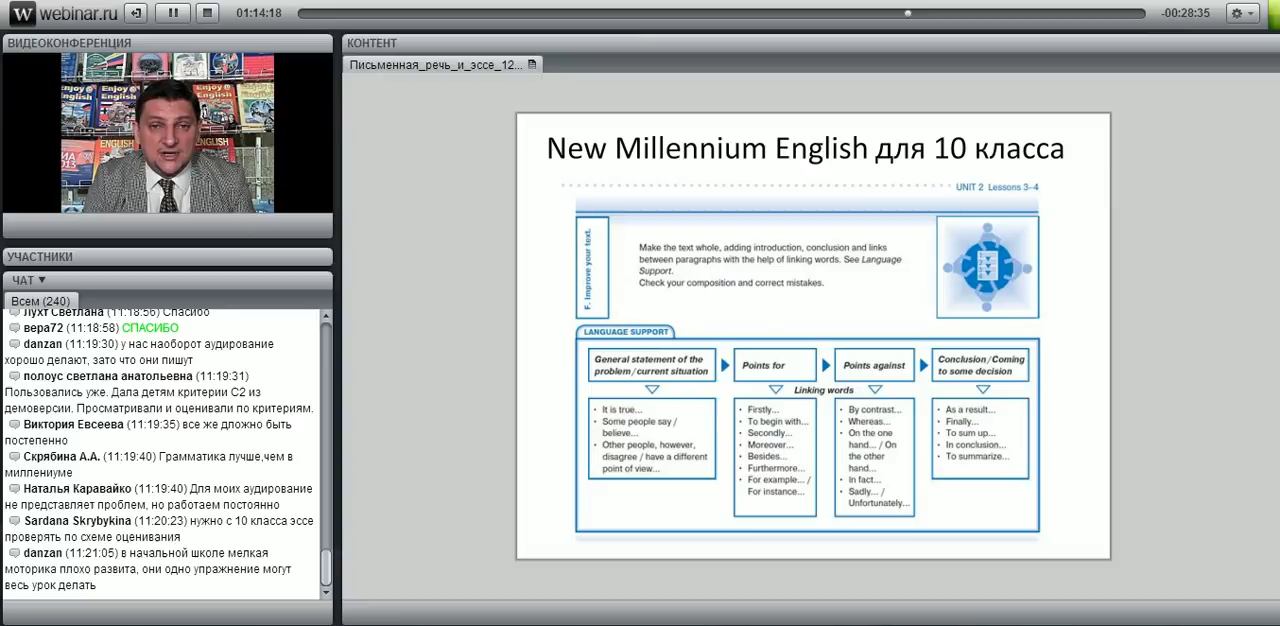 W webinar.ru
01:14:18
-00:28:35
ВИДЕОКОНФЕРЕНЦИЯ
Enjoy
English
Enjoy
English
ENGLISH
ENGLISH
2013
УЧАСТНИКИ
ЧАТ ▼
Всем (240)
Лухт Светлана (11:18:56) Спасибо
вера72 (11:18:58) СПАСИБО
danzan (11:19:30) у нас наоборот аудирование
хорошо делают, зато что они пишут
полоус светлана анатольевна (11:19:31)
Пользовались уже. Дала детям критерии С2 из
демоверсии. Просматривали и оценивали по критериям.
Виктория Евсеева (11:19:35) все же дложно быть
постепенно
Скрябина А.А. (11:19:40) Грамматика лучше,чем в
миллениуме
Наталья Каравайко (11:19:40) Для моих аудирование
не представляет проблем, но работаем постоянно
Sardana Skrybykina (11:20:23) нужно с 10 класса эссе
проверять по схеме оценивания
danzan (11:21:05) в начальной школе мелкая
моторика плохо развита, они одно упражнение могут
весь урок делать
КОНТЕНТ
Письменная_речь_и_эссе_12...
New Millennium English для 10 класса
UNIT 2 Lessons 3–4
F. Improve your text.
Make the text whole, adding introduction, conclusion and links
between paragraphs with the help of linking words. See Language
Support.
Check your composition and correct mistakes.
LANGUAGE SUPPORT
General statement of the
problem/current situation
Points for
Points against
Conclusion/Coming
to some decision
Linking words
• It is true...
• Some people say /
believe...
• Other people, however,
disagree / have a different
point of view...
• Firstly...
• To begin with...
• Secondly...
• Moreover...
• Besides...
• Furthermore...
• For example... /
For instance...
• By contrast...
• Whereas...
• On the one
hand... / On
the other
hand...
• In fact...
• Sadly... /
Unfortunately...
• As a result...
• Finally...
• To sum up...
• In conclusion...
• To summarize...